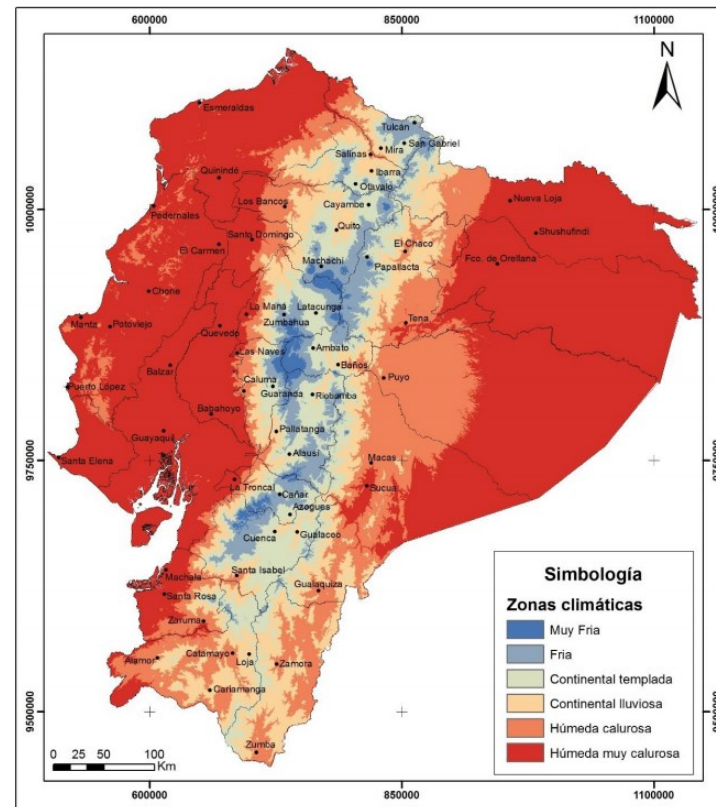 600000 850000 1100000
N
Esmeraldas
Tulcán
San Gabriel
Mira
Salinas
Ibarra
Quinindé
Otavalo
Los Bancos
Cayambe
Nueva Loja
Pedernales
10000000
Santo Domingo
Quito
Shushufindi
El Carmen
El Chaco
Machachi
Papallacta
Fco. de Orellana
Chone
La Maná
Latacunga
Manta
Potoviejo
Zumbahua
Tena
Quevedo
Las Naves
Ambato
Balzar
Baños
Puerto López
Caluma
Puyo
Guaranda
Riobamba
Babahoyo
Guayaquil
Pallatanga
Santa Elena
Alausí
Macas
9750000
La Troncal
Sucua
Cañar
Azogues
Cuenca
Gualaceo
Machala
Santa Isabel
Santa Rosa
Gualaquiza
Zaruma
Alamor
Catamayo
Loja
Zamora
Cariamanga
9500000
Zumba
Simbología
Zonas climáticas
Muy Fria
Fria
Continental templada
Continental lluviosa
Húmeda calurosa
Húmeda muy calurosa
0 25 50 100
Km
600000 850000 1100000